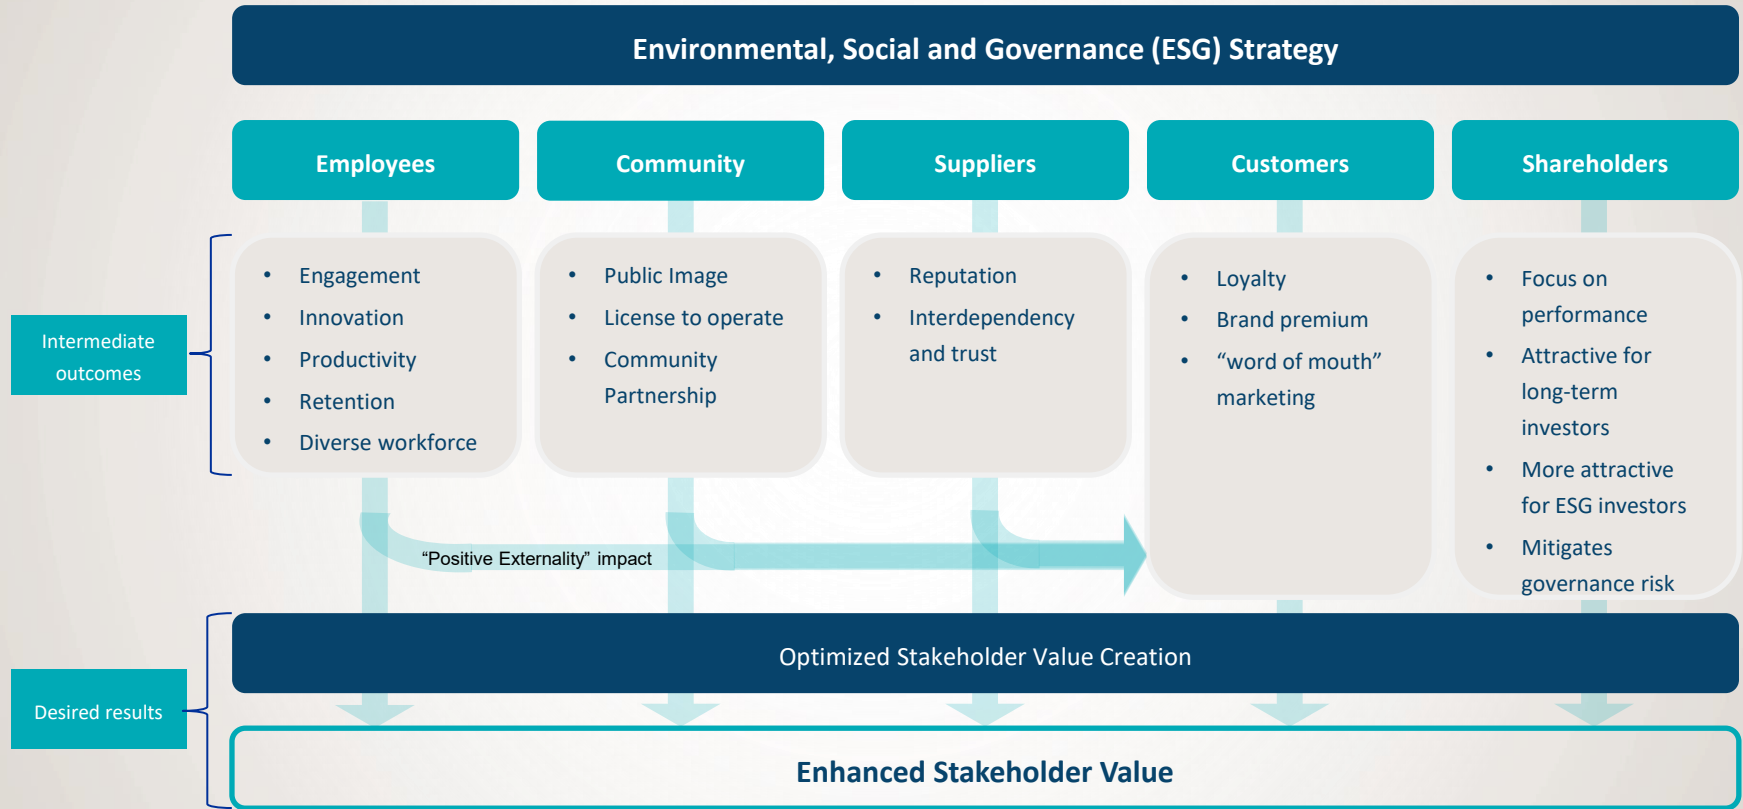 Environmental, Social and Governance (ESG) Strategy
Employees
Community
Suppliers
Customers
Shareholders
Intermediate
outcomes
• Engagement
• Innovation
• Productivity
• Retention
• Diverse workforce
• Public Image
• License to operate
• Community
Partnership
• Reputation
• Interdependency
and trust
• Loyalty
• Brand premium
• “word of mouth”
marketing
• Focus on
performance
• Attractive for
long-term
investors
• More attractive
for ESG investors
• Mitigates
governance risk
“Positive Externality” impact
Desired results
Optimized Stakeholder Value Creation
Enhanced Stakeholder Value